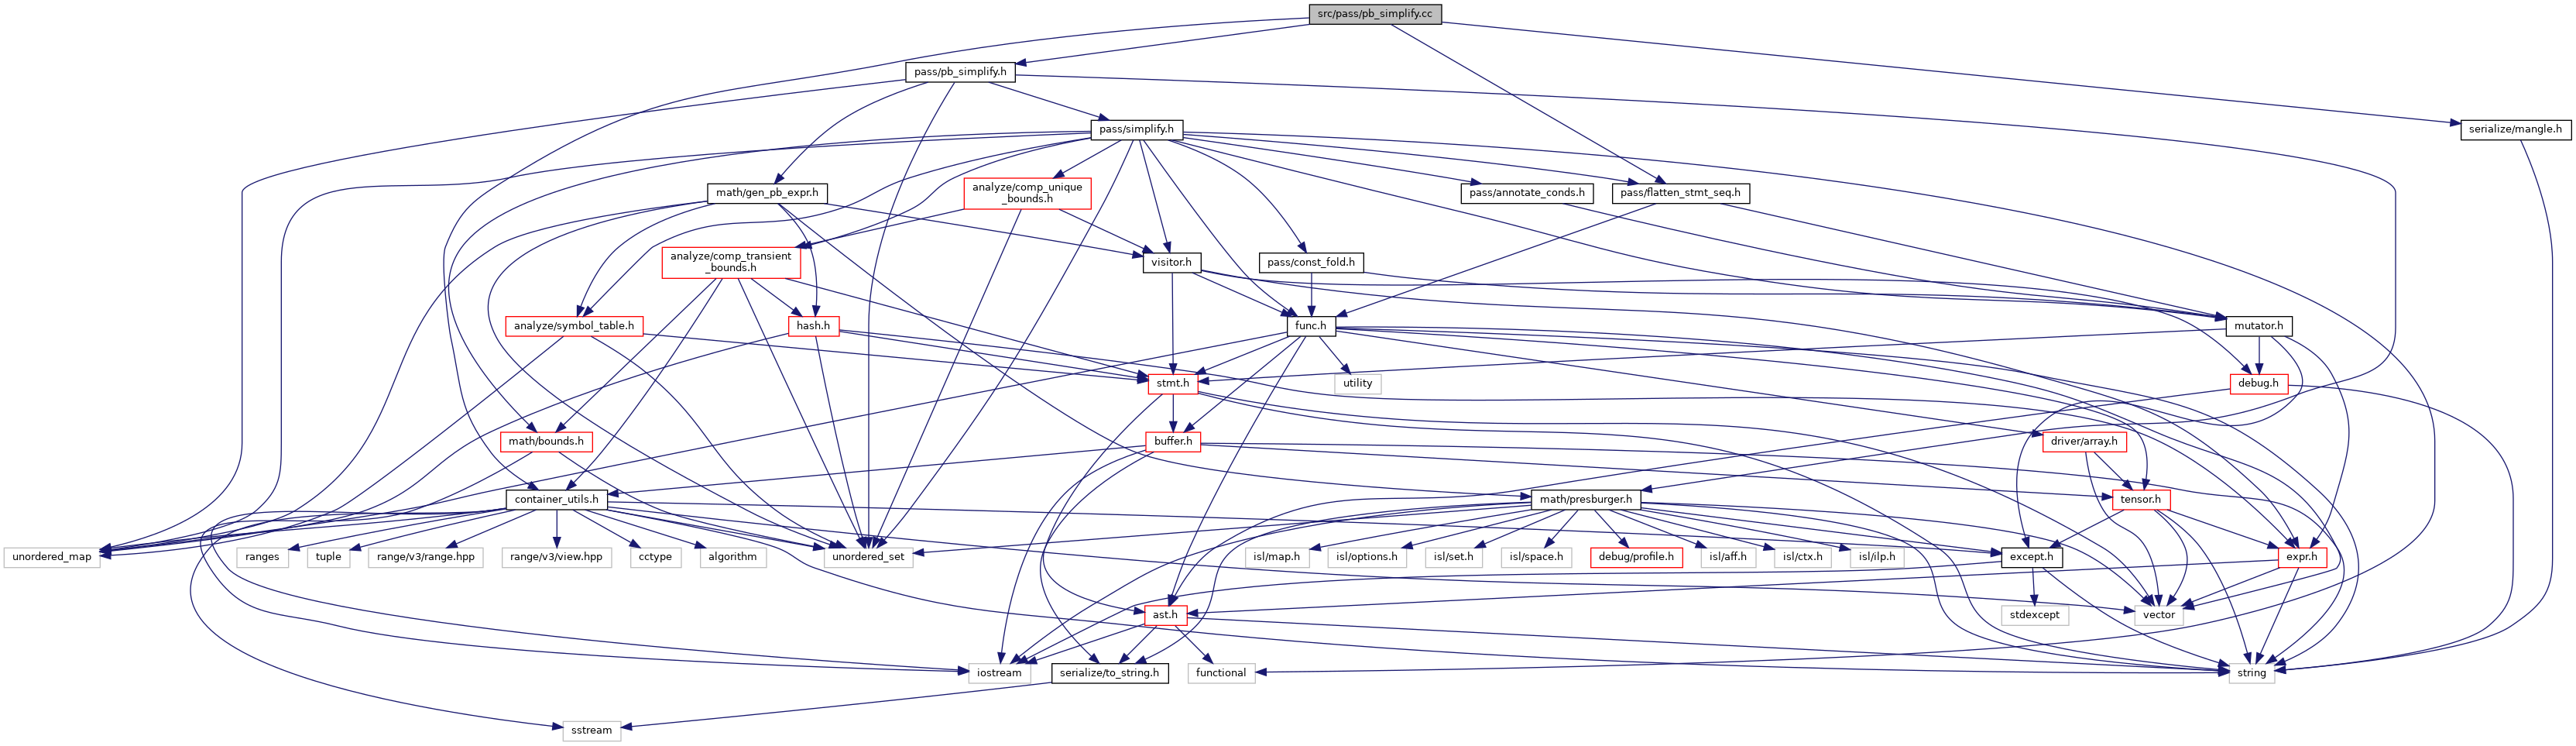 src/pass/pb_simplify.cc
pass/pb_simplify.h
pass/simplify.h
serialize/mangle.h
math/gen_pb_expr.h
analyze/comp_unique
_bounds.h
pass/annotate_conds.h
pass/flatten_stmt_seq.h
analyze/comp_transient
_bounds.h
visitor.h
pass/const_fold.h
analyze/symbol_table.h
hash.h
func.h
mutator.h
stmt.h
utility
debug.h
math/bounds.h
buffer.h
driver/array.h
container_utils.h
math/presburger.h
tensor.h
unordered_map
ranges
tuple
range/v3/range.hpp
range/v3/view.hpp
cctype
algorithm
unordered_set
isl/map.h
isl/options.h
isl/set.h
isl/space.h
debug/profile.h
isl/aff.h
isl/ctx.h
isl/ilp.h
except.h
expr.h
ast.h
stdexcept
vector
iostream
serialize/to_string.h
functional
string
sstream